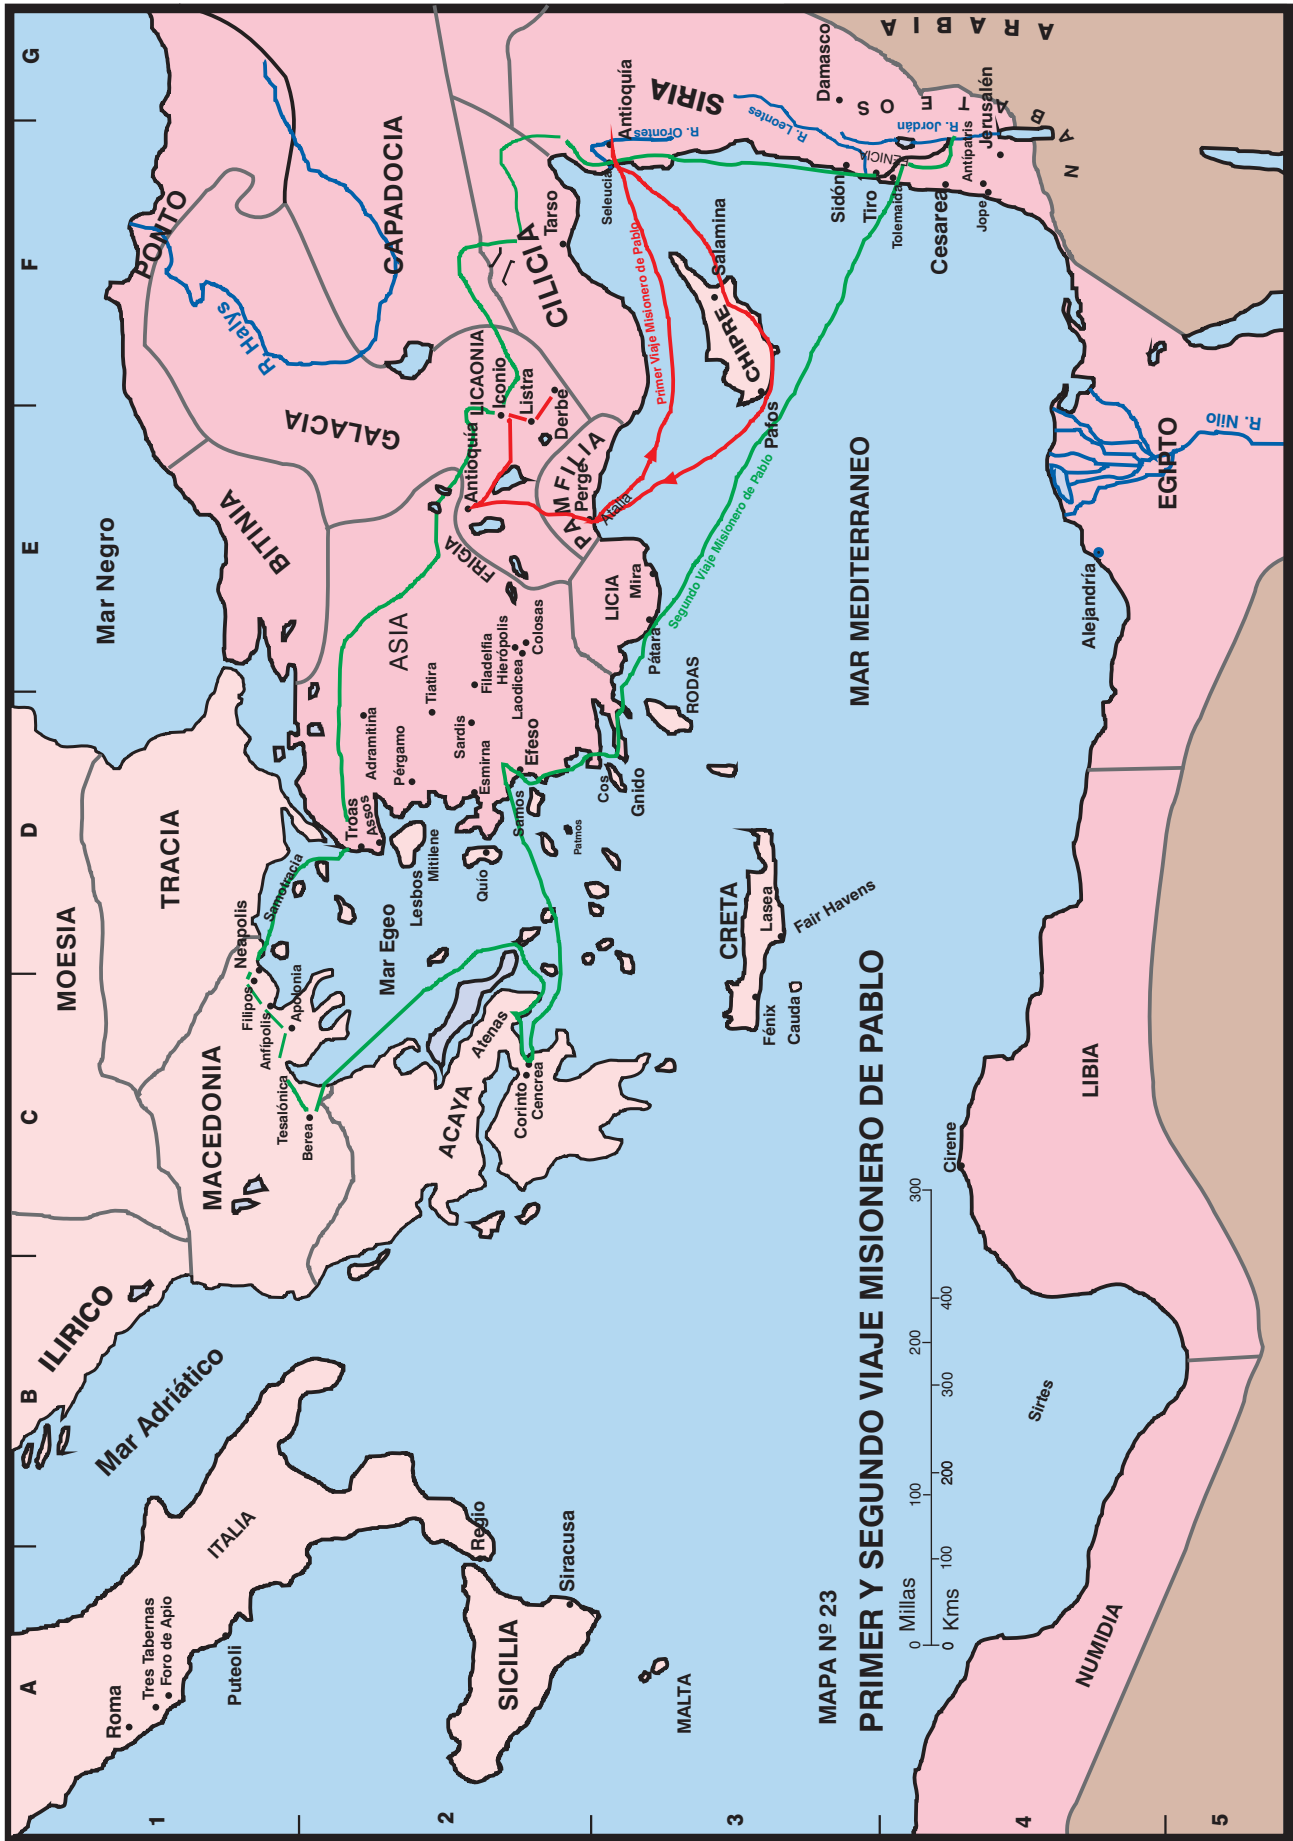 A
B
C
D
E
F
G
1
2
3
4
5
Roma
Tres Tabernas
Foro de Apio
Puteoli
ITALIA
Mar Adriático
ILIRICO
MOESIA
TRACIA
MACEDONIA
Mar Negro
BITINIA
PONTO
R. Halys
GALACIA
CAPADOCIA
Neapolis
Filipos
Anfípolis
Apolonia
Tesalónica
Berea
Samotracia
Troas
Assos
Adramitina
Pérgamo
ASIA
Tiatira
Sardis
Filadelfia
Esmirna
Hierópolis
Laodicea
Colosas
Efeso
Mar Egeo
Lesbos
Mitilene
Quío
Samos
Patmos
Cos
Gnido
RODAS
ACAYA
Atenas
Corinto
Cencrea
FRIGIA
Antioquía
LICAONIA
Iconio
Listra
Derbe
PAMFILIA
Perge
Atalia
LICIA
Mira
Pátara
CILICIA
Tarso
Seleucia
Antioquía
R. Orontes
SIRIA
R. Leontes
Damasco
Primer Viaje Misionero de Pablo
Segundo Viaje Misionero de Pablo
CHIPRE
Salamina
Pafos
Sidón
Tiro
FENICIA
Tolemaida
R. Jordán
Cesarea
Antípatris
Jope
Jerusalén
NABATEOS
ARABIA
Regio
SICILIA
Siracusa
MALTA
CRETA
Lasea
Fair Havens
Fénix
Cauda
MAR MEDITERRANEO
MAPA Nº 23
PRIMER Y SEGUNDO VIAJE MISIONERO DE PABLO
0 Millas 100 200 300
0 Kms 100 200 300 400
Sirtes
Cirene
LIBIA
NUMIDIA
Alejandría
EGIPTO
R. Nilo